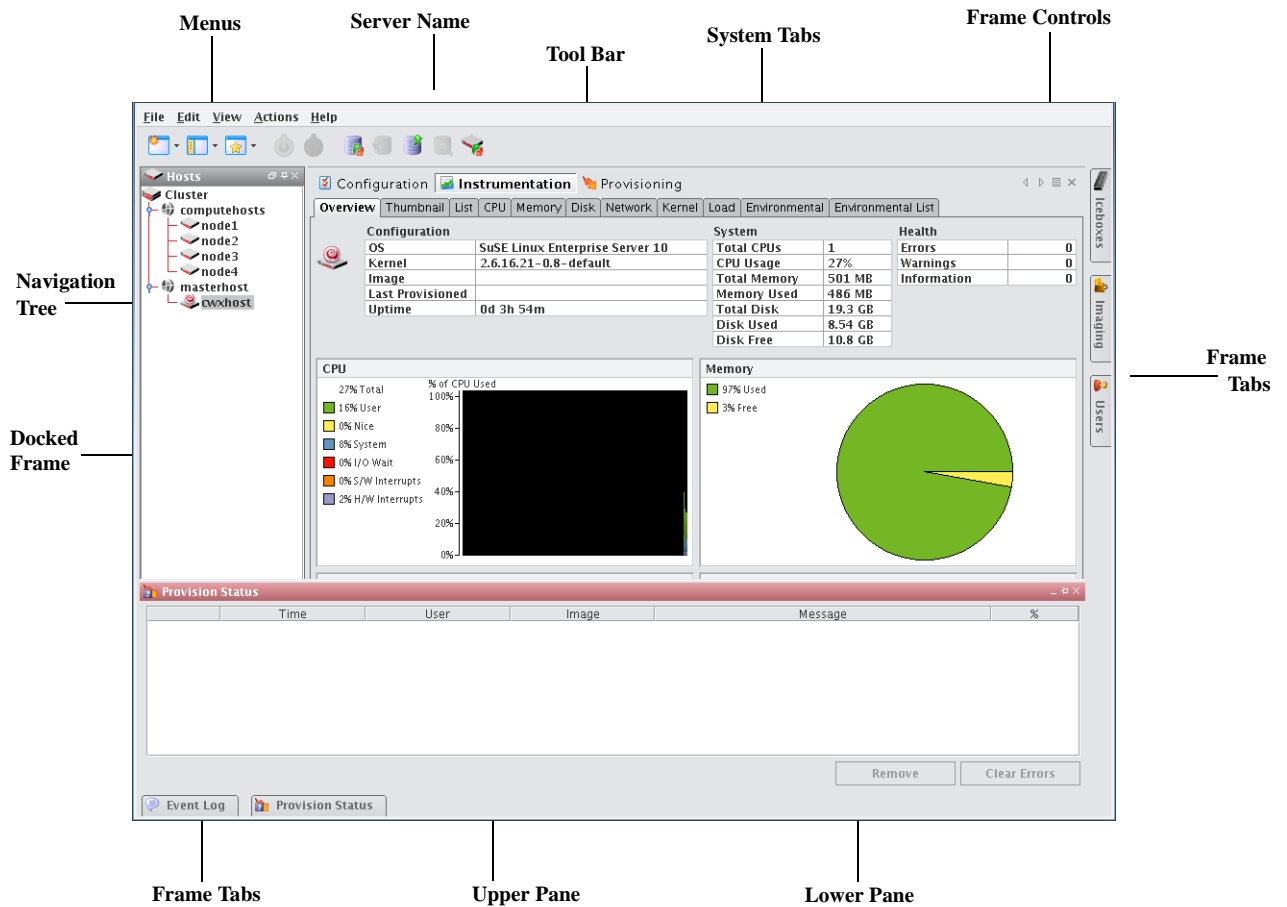 Menus
Server Name
Tool Bar
System Tabs
Frame Controls
File Edit View Actions Help
Hosts
Cluster
computehosts
node1
node2
node3
node4
masterhost
cwxhost
Navigation
Tree
Docked
Frame
Configuration Instrumentation Provisioning
Overview Thumbnail List CPU Memory Disk Network Kernel Load Environmental Environmental List
Configuration
OS SuSE Linux Enterprise Server 10
Kernel 2.6.16.21-0.8-default
Image
Last Provisioned
Uptime 0d 3h 54m
System
Total CPUs 1
CPU Usage 27%
Total Memory 501 MB
Memory Used 486 MB
Total Disk 19.3 GB
Disk Used 8.54 GB
Disk Free 10.8 GB
Health
Errors 0
Warnings 0
Information 0
CPU
27% Total
16% User
0% Nice
8% System
0% I/O Wait
0% S/W Interrupts
2% H/W Interrupts
% of CPU Used
100%
80%
60%
40%
20%
0%
Memory
97% Used
3% Free
Iceboxes
Imaging
Users
Frame
Tabs
Provision Status
Time User Image Message %
Remove Clear Errors
Event Log Provision Status
Frame Tabs
Upper Pane
Lower Pane